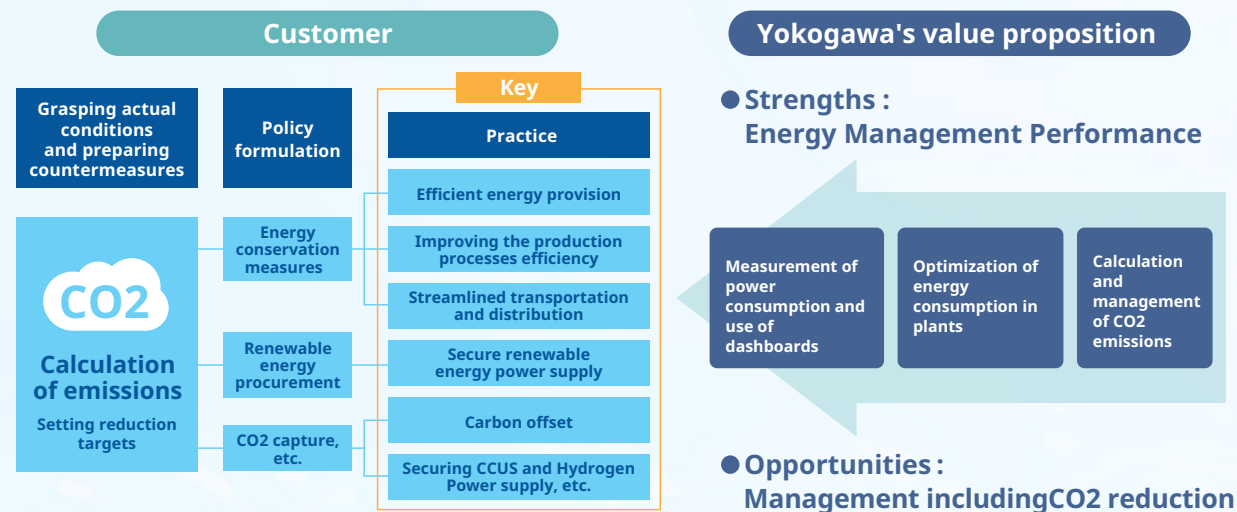 Customer
Grasping actual
conditions
and preparing
countermeasures
Policy
formulation
Key
Practice
CO2
Calculation
of emissions
Setting reduction
targets
Energy
conservation
measures
Renewable
energy
procurement
CO2 capture,
etc.
Efficient energy provision
Improving the production
processes efficiency
Streamlined transportation
and distribution
Secure renewable
energy power supply
Carbon offset
Securing CCUS and Hydrogen
Power supply, etc.
Yokogawa's value proposition
Strengths :
Energy Management Performance
Measurement of
power
consumption and
use of
dashboards
Optimization of
energy
consumption in
plants
Calculation
and
management
of CO2
emissions
Opportunities :
Management includingCO2 reduction